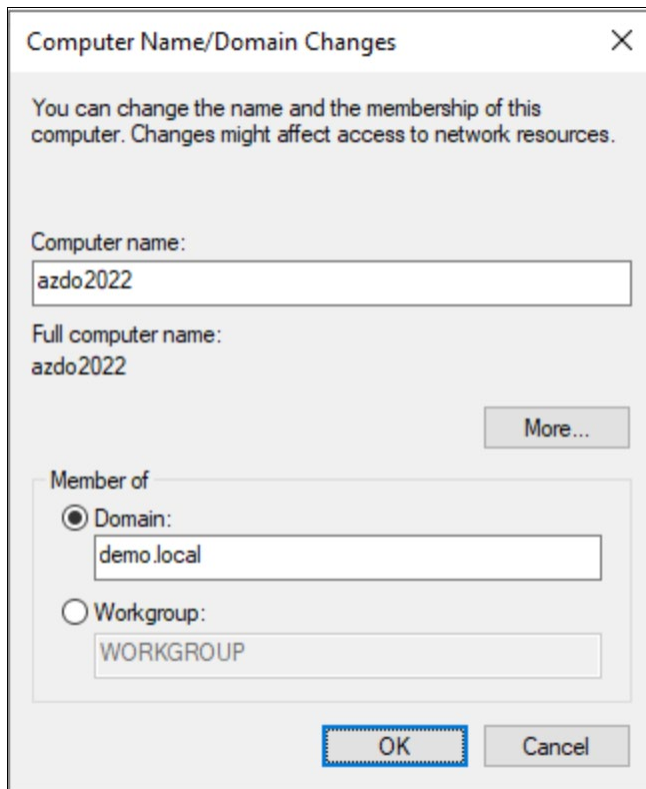 Computer Name/Domain Changes
You can change the name and the membership of this
computer. Changes might affect access to network resources.
Computer name:
azdo2022
Full computer name:
azdo2022
More...
Member of
Domain:
demo.local
Workgroup:
WORKGROUP
OK
Cancel